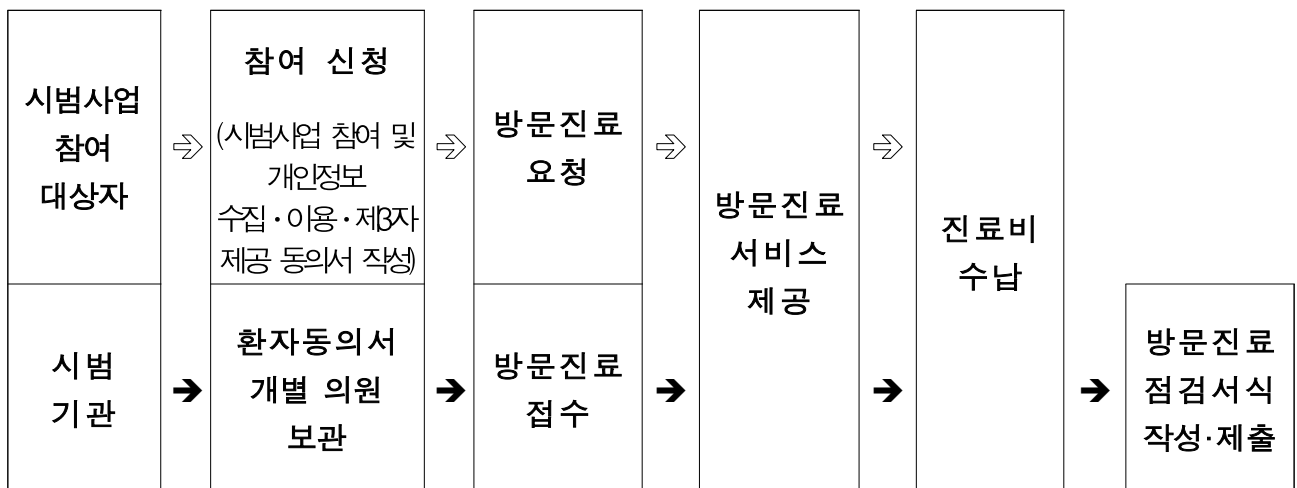 시범사업
참여
대상자
⇨
참여 신청
(시범사업 참여 및
개인정보
수집·이용·제3자
제공 동의서 작성)
⇨
방문진료
요청
⇨
방문진료
서비스
제공
⇨
진료비
수납
시범
기관
➔
환자동의서
개별 의원
보관
➔
방문진료
접수
➔
➔
➔
방문진료
점검서식
작성·제출